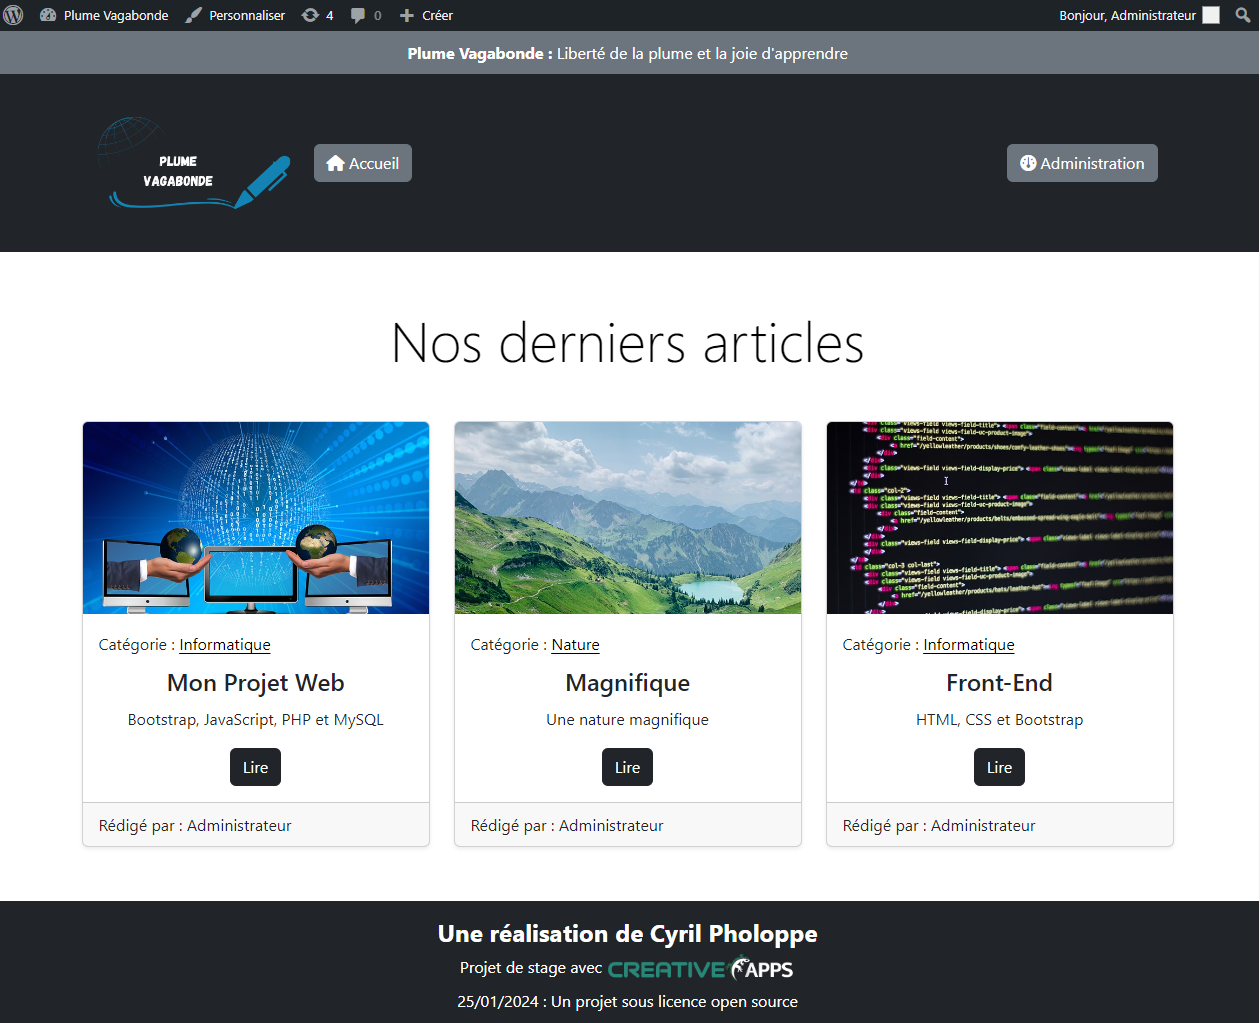 Plume Vagabonde Personnaliser 4 0 Créer Bonjour, Administrateur
Plume Vagabonde : Liberté de la plume et la joie d'apprendre
PLUME
VAGABONDE
Accueil
Administration
Nos derniers articles
Catégorie : Informatique
Mon Projet Web
Bootstrap, JavaScript, PHP et MySQL
Lire
Rédigé par : Administrateur
Catégorie : Nature
Magnifique
Une nature magnifique
Lire
Rédigé par : Administrateur
Catégorie : Informatique
Front-End
HTML, CSS et Bootstrap
Lire
Rédigé par : Administrateur
Une réalisation de Cyril Pholoppe
Projet de stage avec CREATIVE APPS
25/01/2024 : Un projet sous licence open source